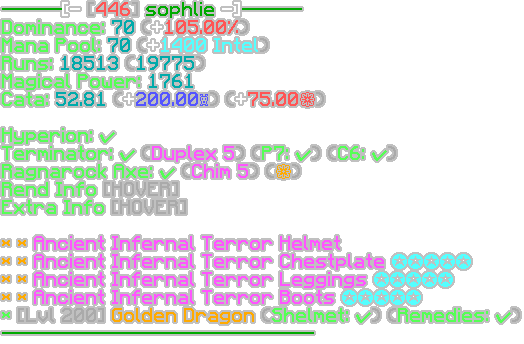 [- [446] sophlie -]
Dominance: 70 (+105.00%)
Mana Pool: 70 (+1400 Intel)
Runs: 18513 (19775)
Magical Power: 1761
Cata: 52.81 (+200.00☠) (+75.00❁)
Hyperion: ✓
Terminator: ✓ (Duplex 5) (P7: ✓) (C6: ✓)
Ragnarock Axe: ✓ (Chim 5) (☀)
Rend Info [HOVER]
Extra Info [HOVER]
✖ ✖ Ancient Infernal Terror Helmet
✖ ✖ Ancient Infernal Terror Chestplate ✪✪✪✪✪
✖ ✖ Ancient Infernal Terror Leggings ✪✪✪✪✪
✖ ✖ Ancient Infernal Terror Boots ✪✪✪✪✪
✖ [Lvl 200] Golden Dragon (Shelmet: ✓) (Remedies: ✓)